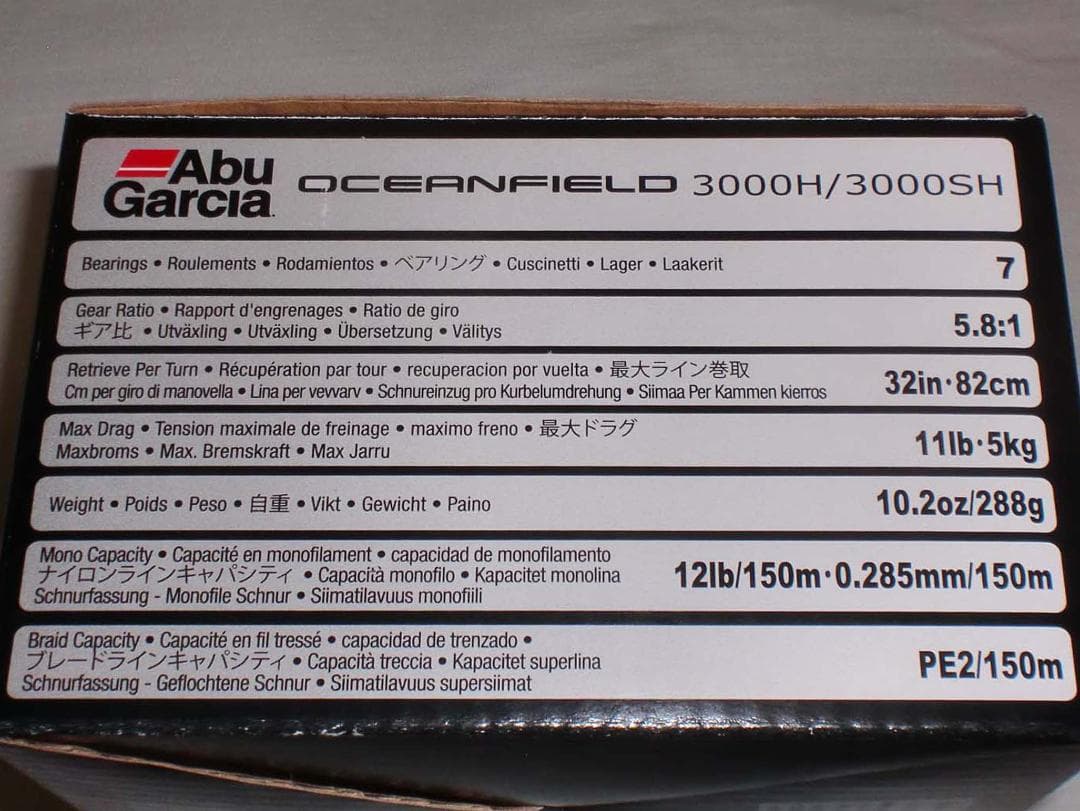 Abu Garcia OCEANFIELD 3000H/3000SH
Bearings • Roulements • Rodamientos • ベアリング • Cuscinetti • Lager • Laakerit 7
Gear Ratio • Rapport d'engrenages • Ratio de giro
ギア比 • Utväxling • Utväxling • Übersetzung • Välitys 5.8:1
Retrieve Per Turn • Récupération par tour • recuperacion por vuelta • 最大ライン巻取
Cm per giro di manovella • Lina per vevvarv • Schnureinzug pro Kurbelumdrehung • Siimaa Per Kammen kierros 32in·82cm
Max Drag • Tension maximale de freinage • maximo freno • 最大ドラグ
Maxbroms • Max. Bremskraft • Max Jarru 11lb·5kg
Weight • Poids • Peso • 自重 • Vikt • Gewicht • Paino 10.2oz/288g
Mono Capacity • Capacité en monofilament • capacidad de monofilamento
ナイロンラインキャパシティ • Capacità monofilo • Kapacitet monolina
Schnurfassung - Monofile Schnur • Siimatilavuus monofiili 12lb/150m·0.285mm/150m
Braid Capacity • Capacité en fil tressé • capacidad de trenzado •
ブレードラインキャパシティ • Capacità treccia • Kapacitet superlina
Schnurfassung - Geflochtene Schnur • Siimatilavuus supersiimat PE2/150m